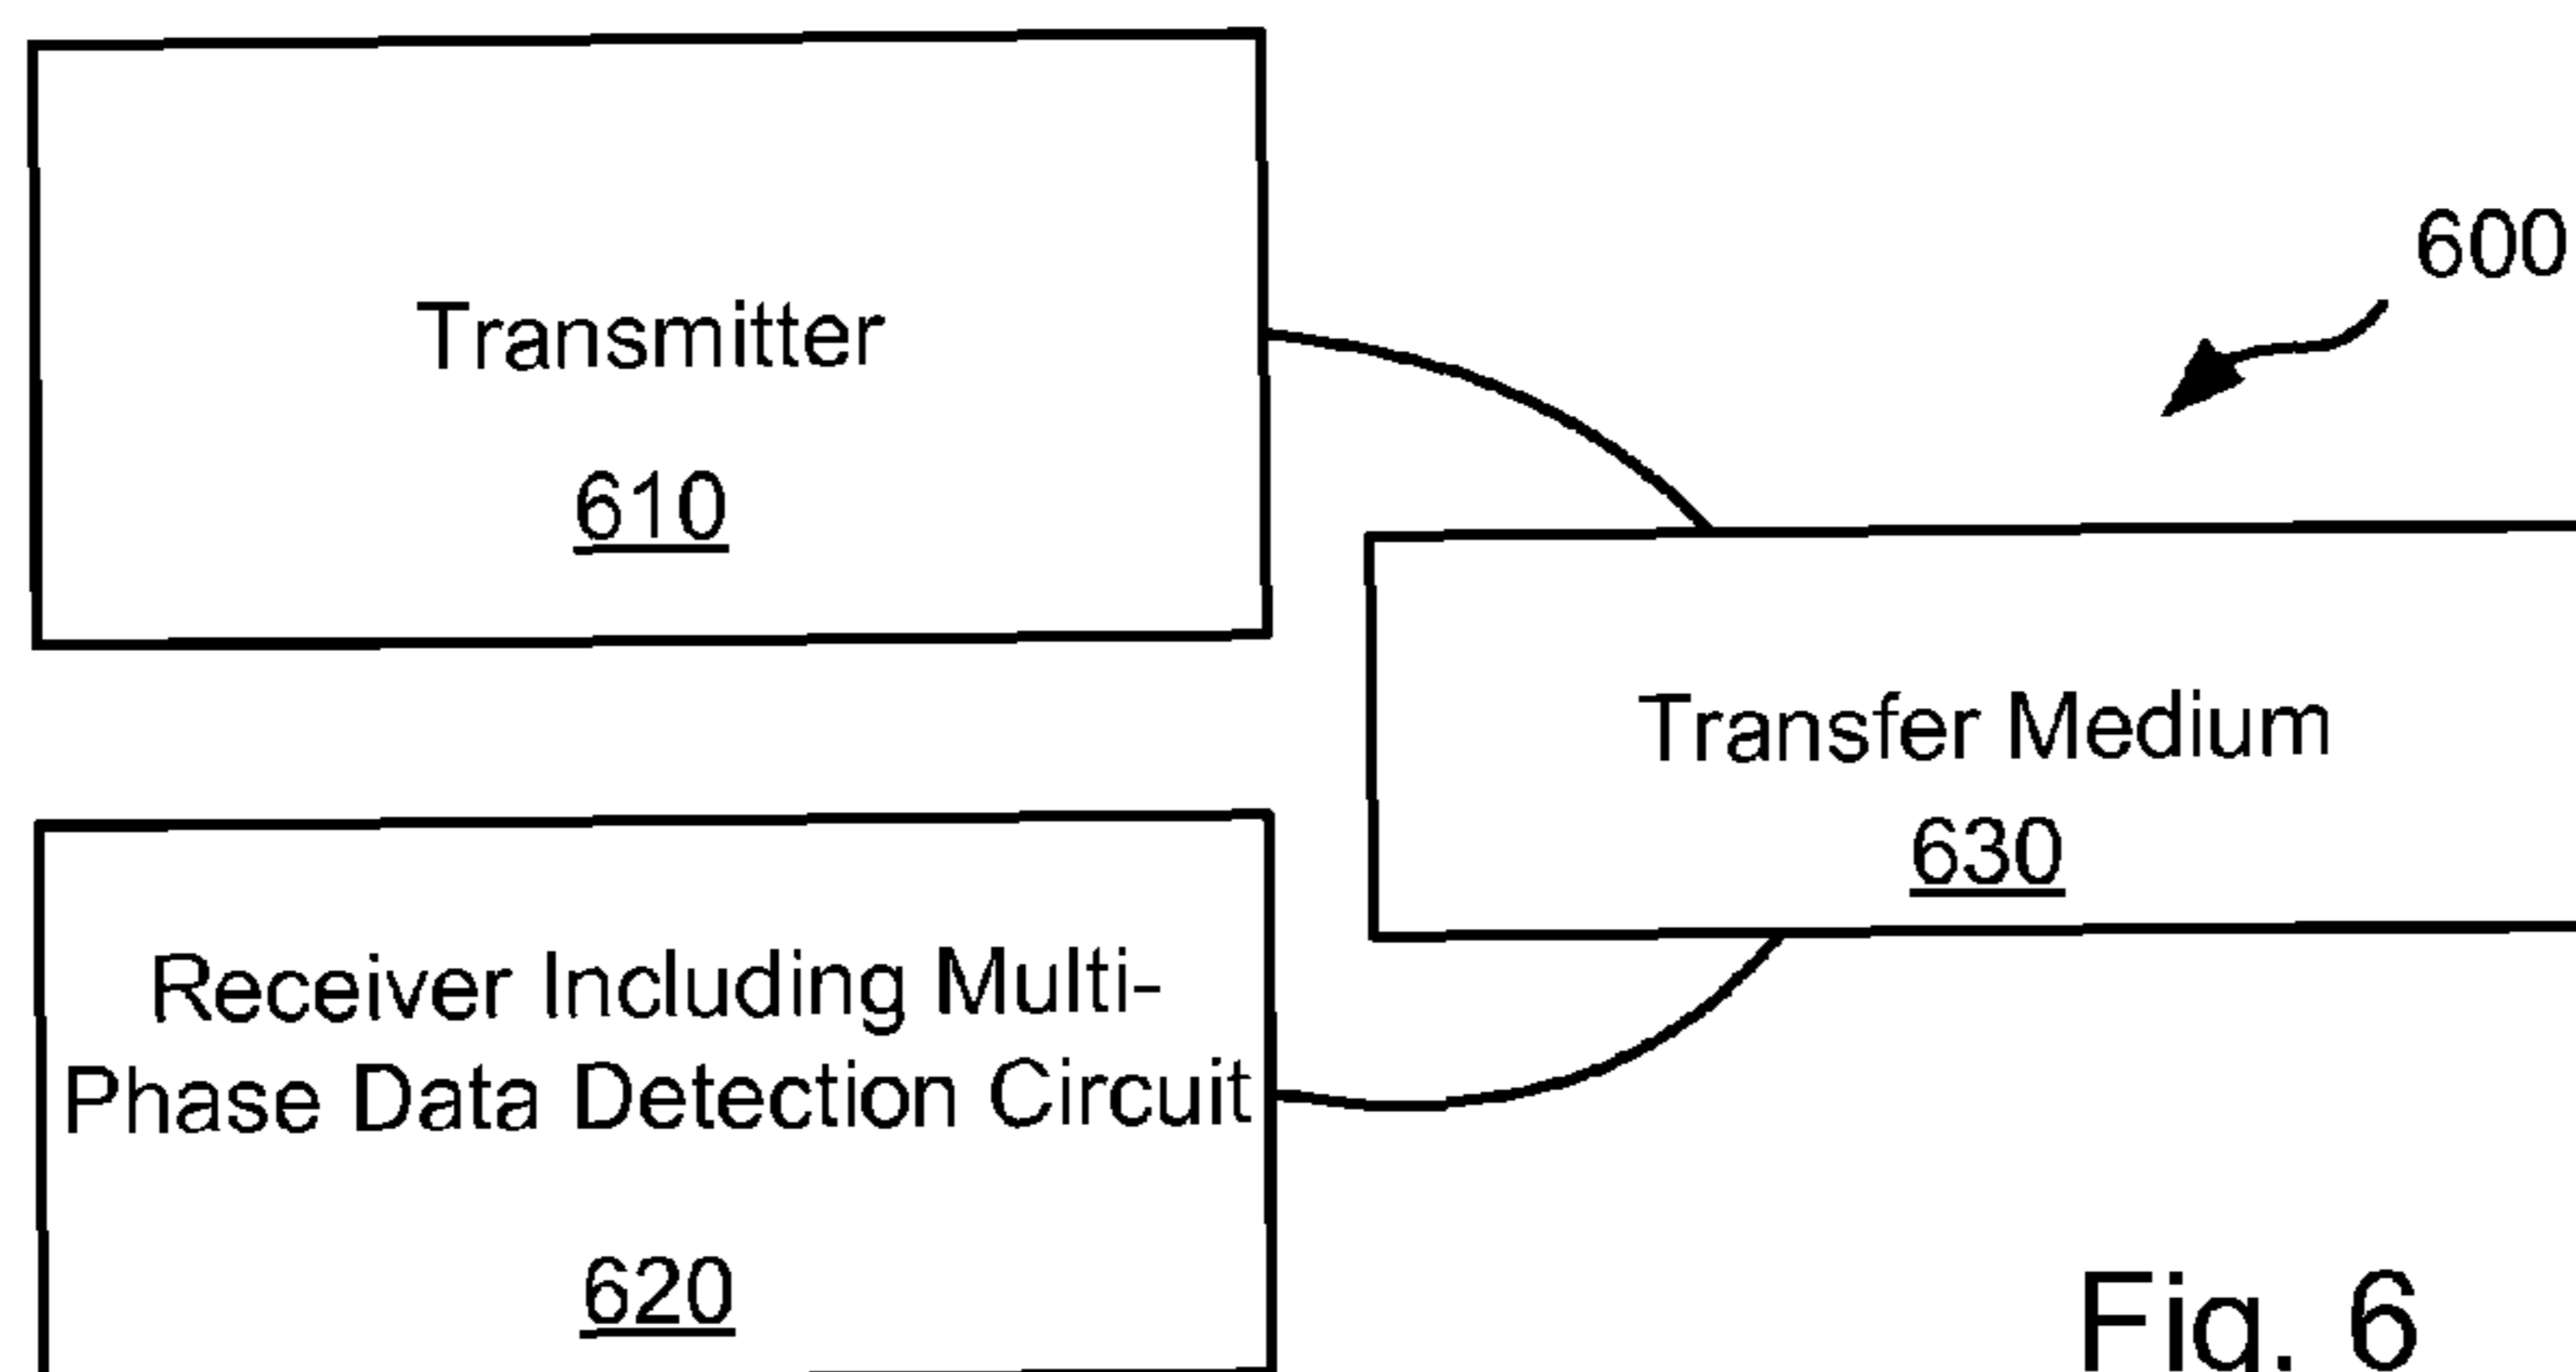 Transmitter
610
600
Transfer Medium
630
Receiver Including Multi-
Phase Data Detection Circuit
620
Fig. 6